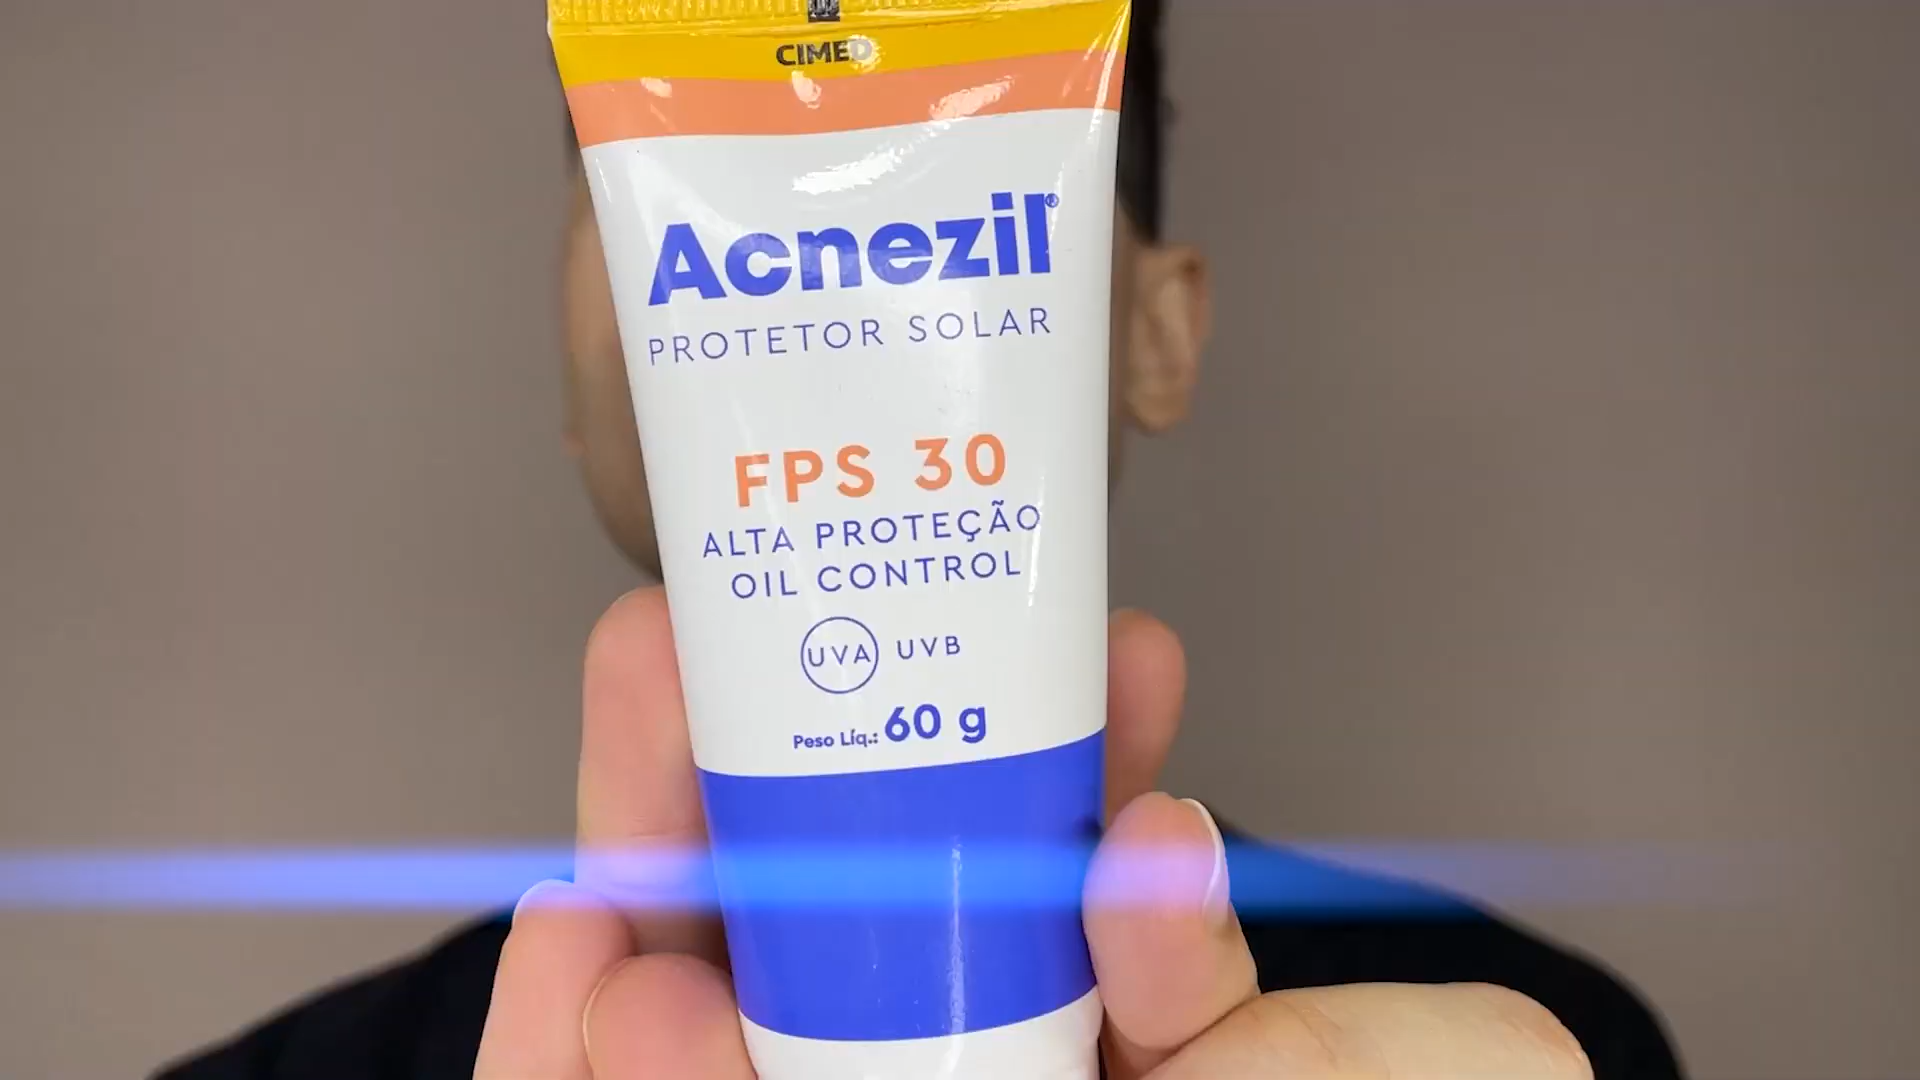 CIMED
Acnezil®
PROTETOR SOLAR
FPS 30
ALTA PROTEÇÃO
OIL CONTROL
UVA UVB
Peso Líq.: 60 g